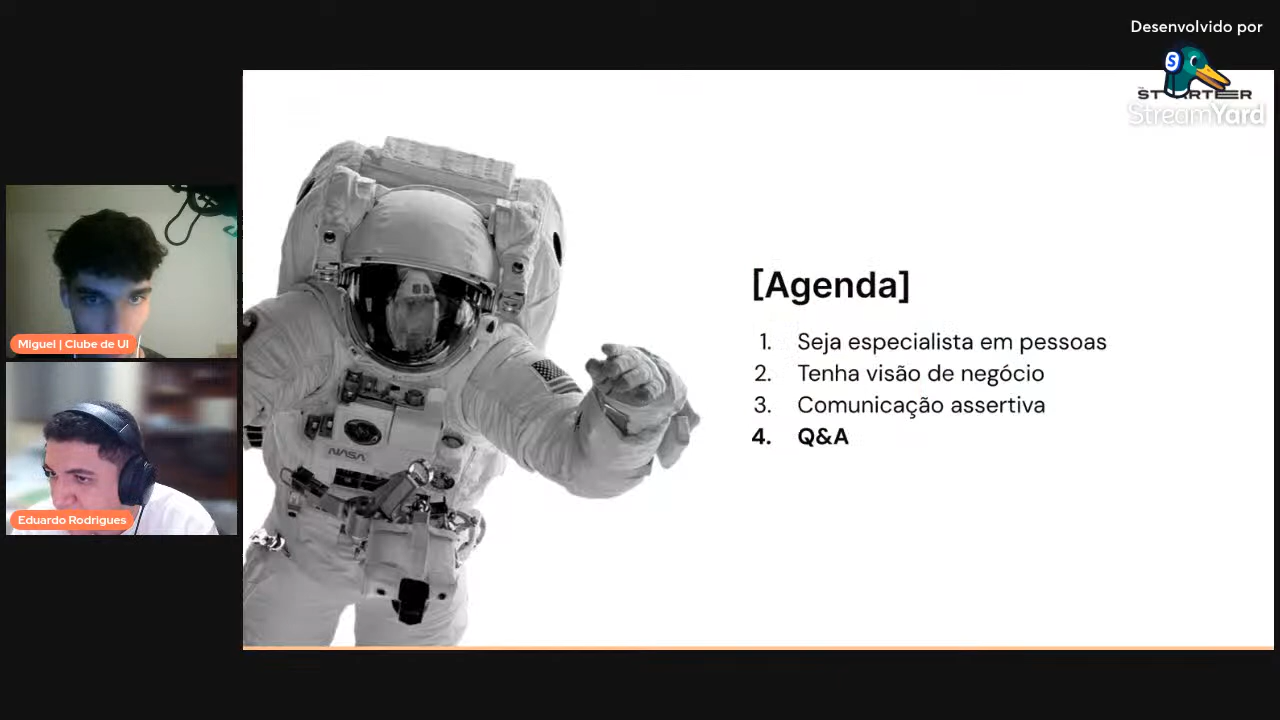 Desenvolvido por
STARTER
StreamYard
Miguel | Clube de UI
Eduardo Rodrigues
NASA
[Agenda]
1. Seja especialista em pessoas
2. Tenha visão de negócio
3. Comunicação assertiva
4. Q&A